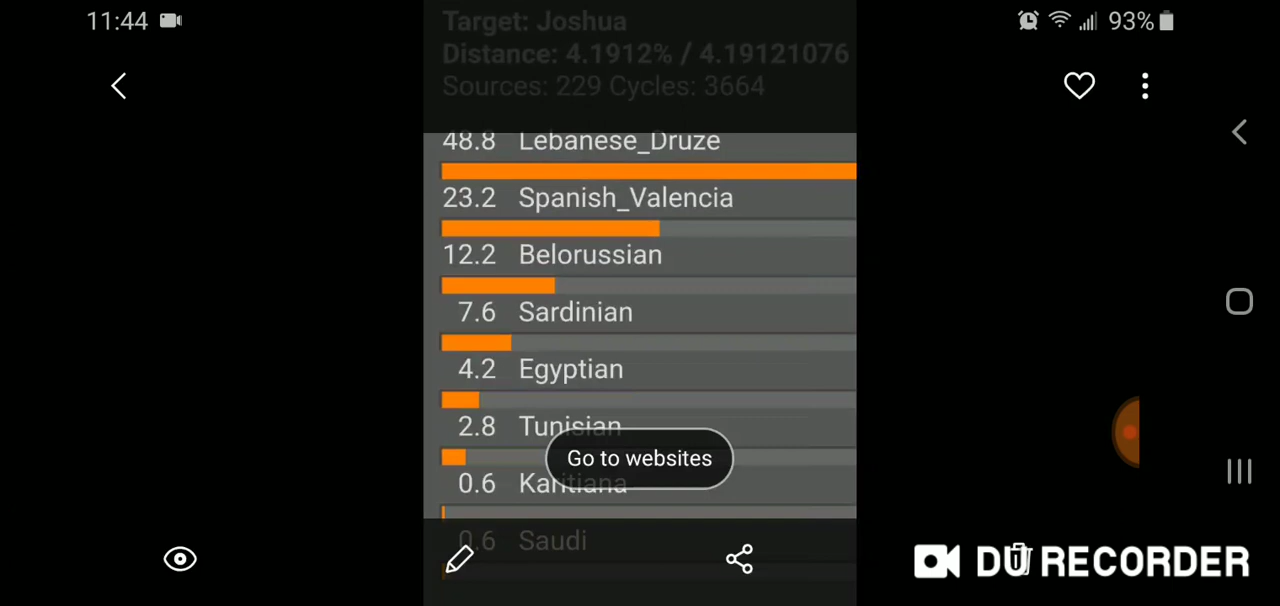 11:44
93%
Target: Joshua
Distance: 4.1912% / 4.19121076
Sources: 229 Cycles: 3664
48.8 Lebanese_Druze
23.2 Spanish_Valencia
12.2 Belorussian
7.6 Sardinian
4.2 Egyptian
2.8 Tunisian
Go to websites
0.6 Karitiana
0.6 Saudi
DU RECORDER